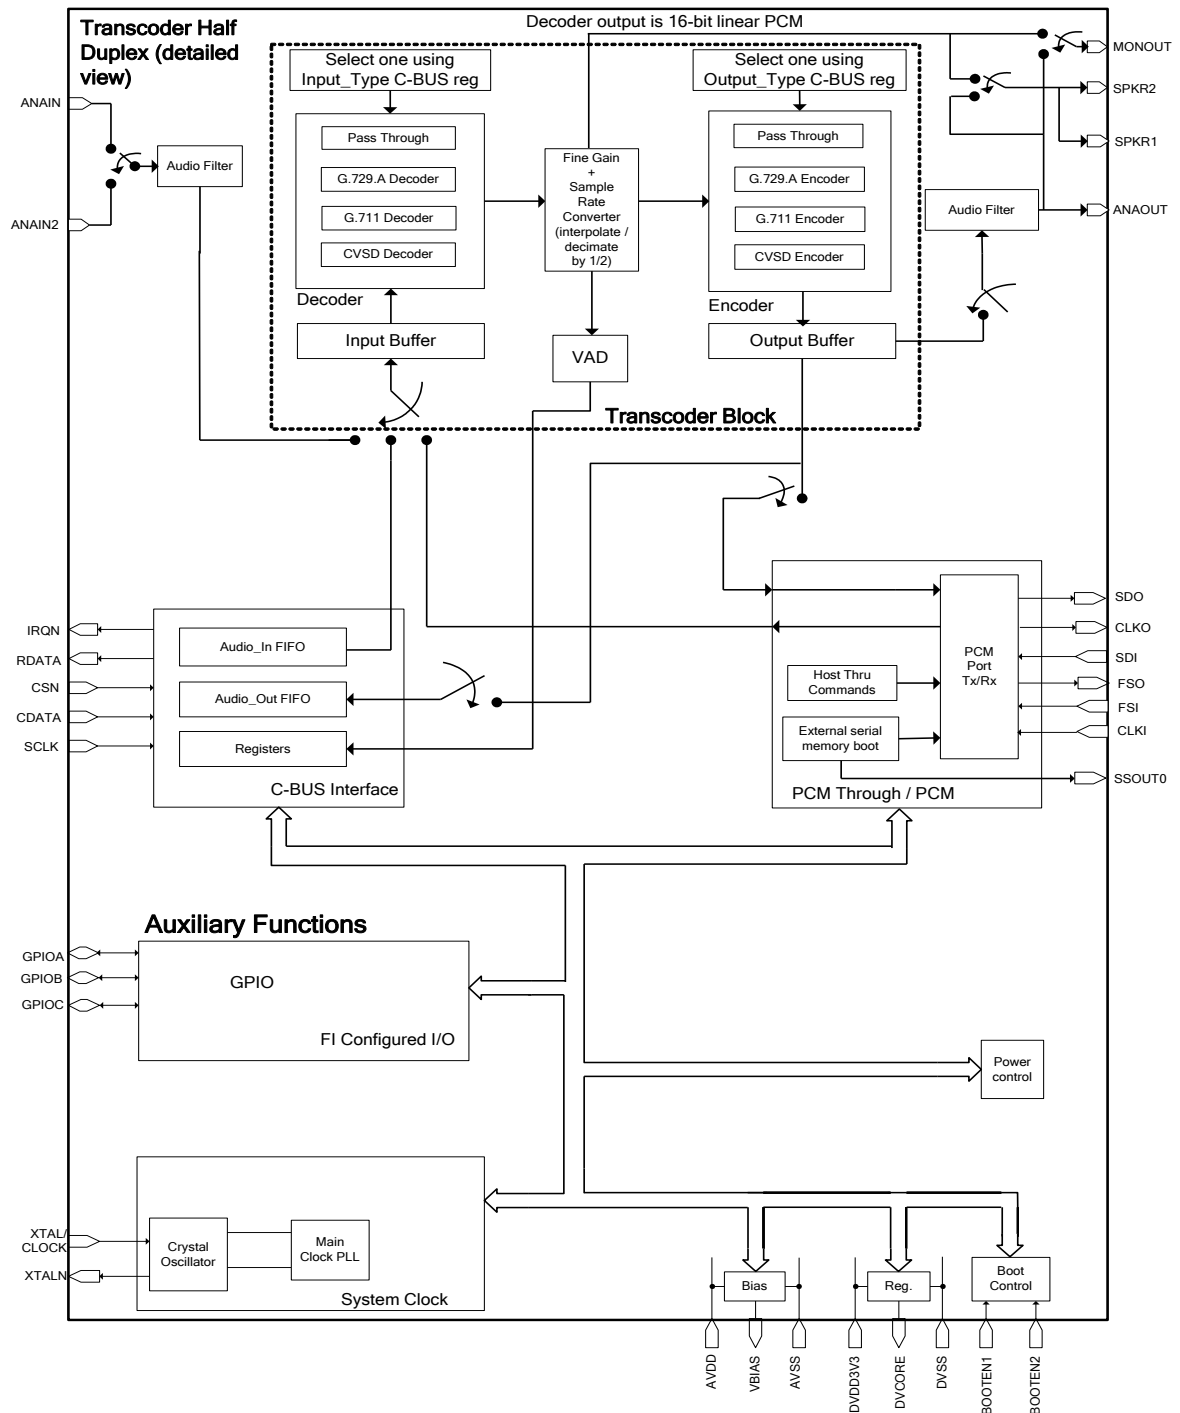 Transcoder Half
Duplex (detailed
view)
Decoder output is 16-bit linear PCM
Select one using
Input_Type C-BUS reg
Select one using
Output_Type C-BUS reg
MONOUT
SPKR2
SPKR1
ANAOUT
ANAIN
ANAIN2
Audio Filter
Pass Through
G.729.A Decoder
G.711 Decoder
CVSD Decoder
Decoder
Input Buffer
Fine Gain
+
Sample
Rate
Converter
(interpolate /
decimate
by 1/2)
VAD
Pass Through
G.729.A Encoder
G.711 Encoder
CVSD Encoder
Encoder
Output Buffer
Audio Filter
Transcoder Block
IRQN
RDATA
CSN
CDATA
SCLK
Audio_In FIFO
Audio_Out FIFO
Registers
C-BUS Interface
Host Thru
Commands
External serial
memory boot
PCM
Port
Tx/Rx
PCM Through / PCM
SDO
CLKO
SDI
FSO
FSI
CLKI
SSOUT0
Auxiliary Functions
GPIOA
GPIOB
GPIOC
GPIO
FI Configured I/O
Power
control
XTAL/
CLOCK
XTALN
Crystal
Oscillator
Main
Clock PLL
System Clock
Bias
Reg.
Boot
Control
AVDD
VBIAS
AVSS
DVDD3V3
DVCORE
DVSS
BOOTEN1
BOOTEN2